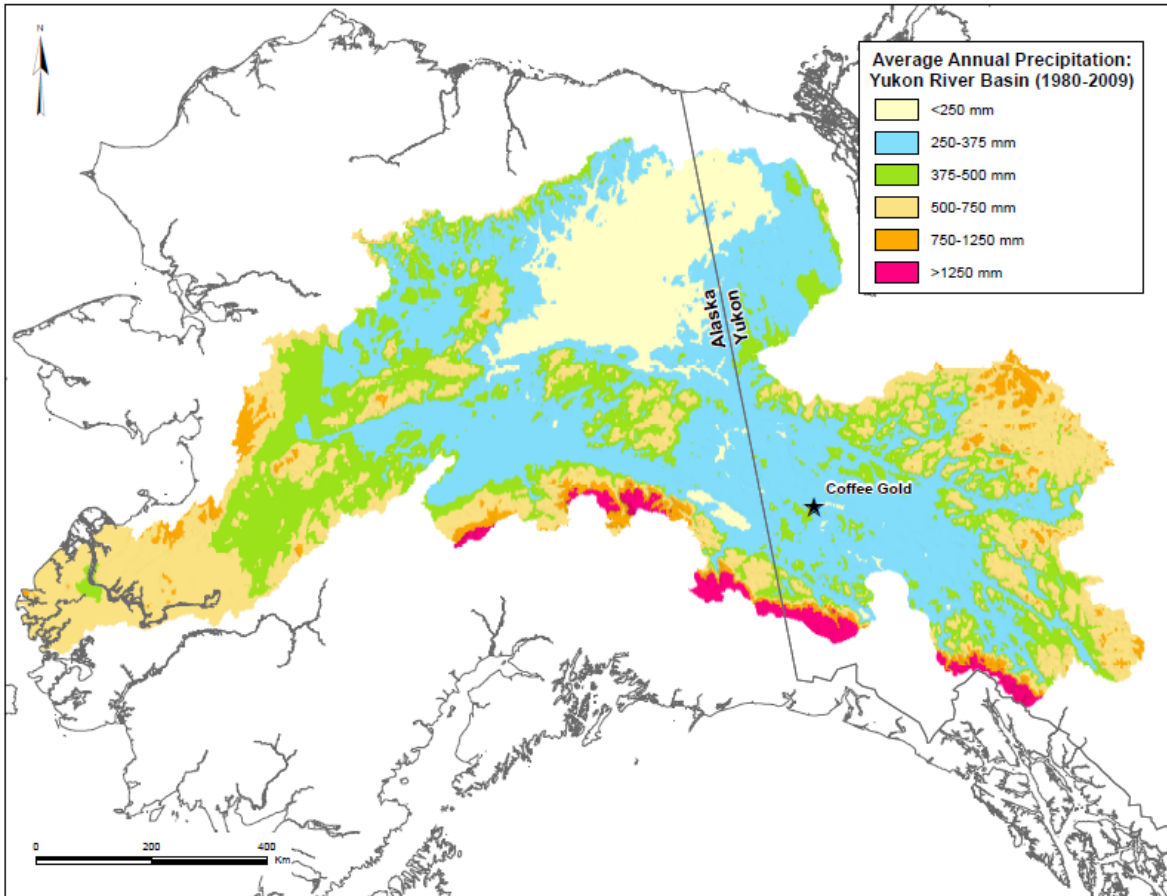 N
Average Annual Precipitation:
Yukon River Basin (1980-2009)
<250 mm
250-375 mm
375-500 mm
500-750 mm
750-1250 mm
>1250 mm
Alaska
Yukon
Coffee Gold
0 200 400
Km.